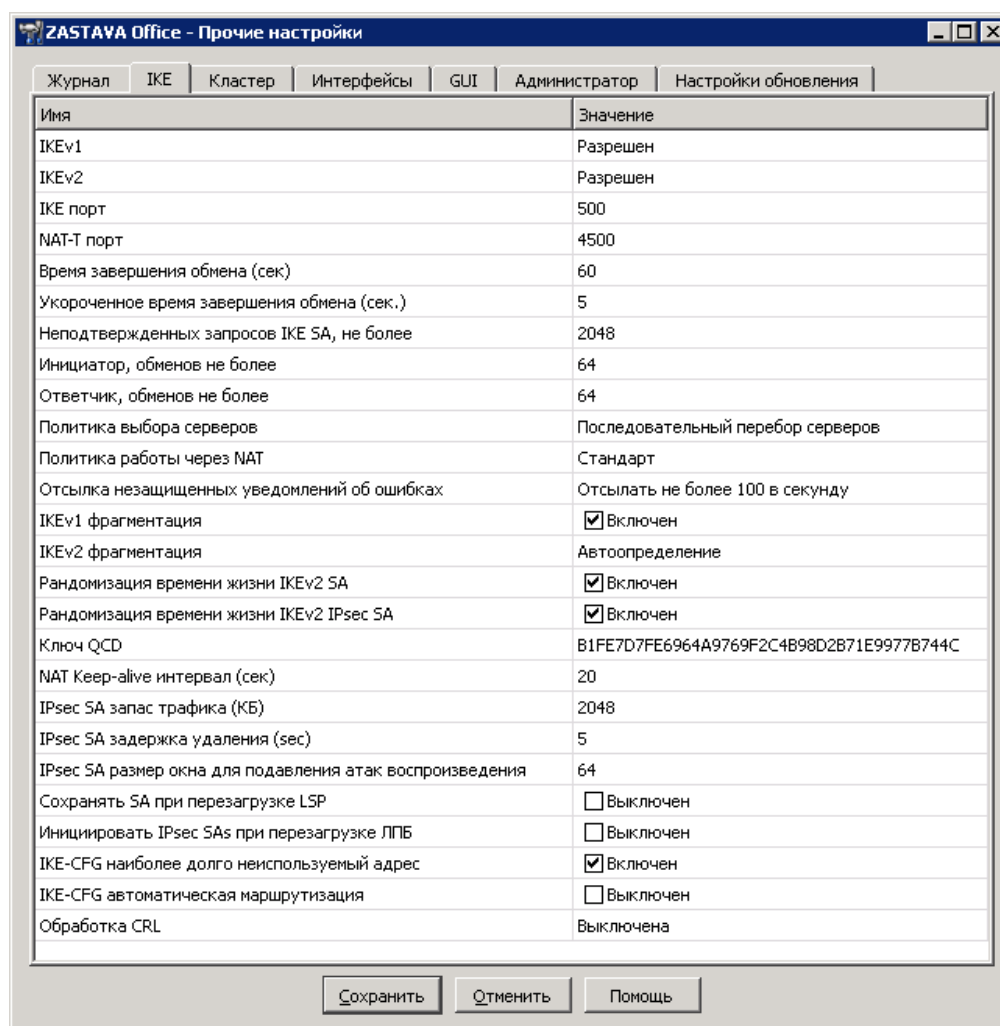 ZASTAVA Office - Прочие настройки
Журнал IKE Кластер Интерфейсы GUI Администратор Настройки обновления
Имя Значение
IKEv1 Разрешен
IKEv2 Разрешен
IKE порт 500
NAT-T порт 4500
Время завершения обмена (сек) 60
Укороченное время завершения обмена (сек.) 5
Неподтвержденных запросов IKE SA, не более 2048
Инициатор, обменов не более 64
Ответчик, обменов не более 64
Политика выбора серверов Последовательный перебор серверов
Политика работы через NAT Стандарт
Отсылка незащищенных уведомлений об ошибках Отсылать не более 100 в секунду
IKEv1 фрагментация Включен
IKEv2 фрагментация Автоопределение
Рандомизация времени жизни IKEv2 SA Включен
Рандомизация времени жизни IKEv2 IPsec SA Включен
Ключ QCD B1FE7D7FE6964A9769F2C4B98D2B71E9977B744C
NAT Keep-alive интервал (сек) 20
IPsec SA запас трафика (КБ) 2048
IPsec SA задержка удаления (sec) 5
IPsec SA размер окна для подавления атак воспроизведения 64
Сохранять SA при перезагрузке LSP Выключен
Инициировать IPsec SAs при перезагрузке ЛПБ Выключен
IKE-CFG наиболее долго неиспользуемый адрес Включен
IKE-CFG автоматическая маршрутизация Выключен
Обработка CRL Выключена
Сохранить Отменить Помощь